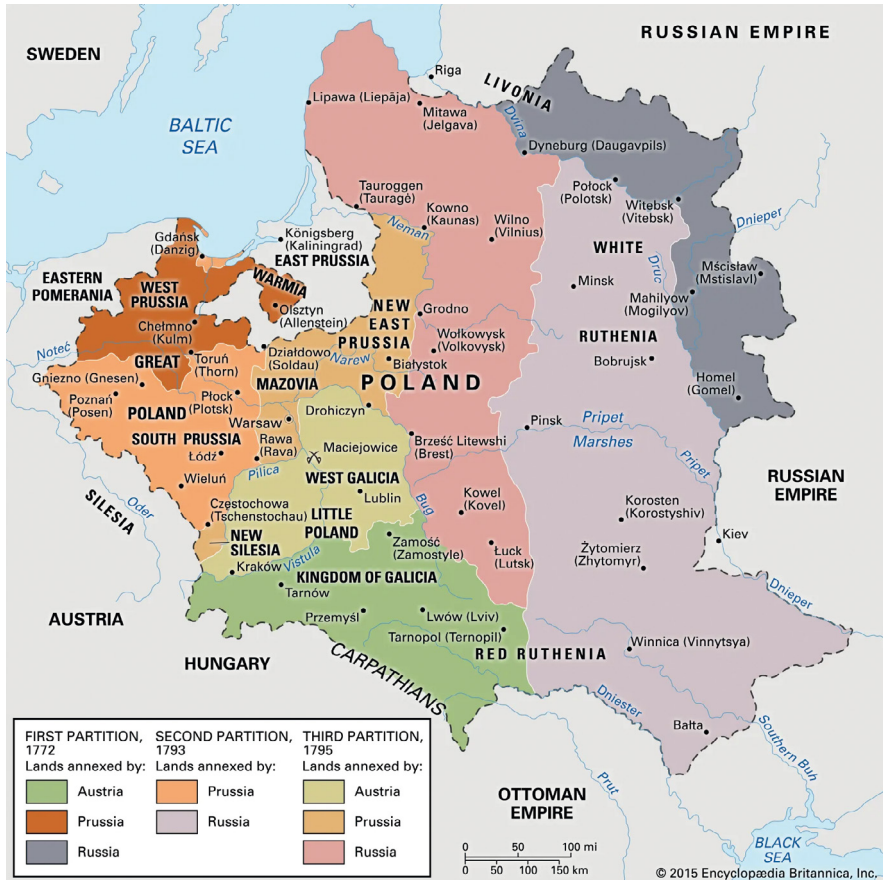 SWEDEN
RUSSIAN EMPIRE
Riga
LIVONIA
Lipawa (Liepāja)
Mitawa
(Jelgava)
BALTIC
SEA
Dvina
Dyneburg (Daugavpils)
Tauroggen
(Tauragė)
Połock
(Polotsk)
Witębsk
(Vitebsk)
Kowno
(Kaunas)
Wilno
(Vilnius)
Neman
Dnieper
Gdańsk
(Danzig)
Königsberg
(Kaliningrad)
EAST PRUSSIA
WHITE
Druc
EASTERN
POMERANIA
WEST
PRUSSIA
WARMIA
Minsk
Mścisław
(Mstislavl)
Olsztyn
(Allenstein)
Mahilyow
(Mogilyov)
NEW
EAST
PRUSSIA
Grodno
Chełmno
(Kulm)
RUTHENIA
Wołkowysk
(Volkovysk)
Noteć
GREAT
Toruń
(Thorn)
Działdowo
(Soldau)
Narew
Białystok
Bobrujsk
Gniezno (Gnesen)
MAZOVIA
POLAND
Homel
(Gomel)
Poznań
(Posen)
POLAND
Płock
(Plotsk)
Drohiczyn
Warsaw
Pinsk
Pripet
Marshes
SOUTH PRUSSIA
Rawa
(Rava)
Maciejowice
Brześć Litewshi
(Brest)
Łódź
Pilica
Pripet
WEST GALICIA
RUSSIAN
EMPIRE
Wieluń
Lublin
Bug
Kowel
(Kovel)
SILESIA
Oder
Częstochowa
(Tschenstochau)
LITTLE
POLAND
Korosten
(Korostyshiv)
NEW
SILESIA
Zamość
(Zamostyle)
Łuck
(Lutsk)
Kiev
Żytomierz
(Zhytomyr)
Kraków
Vistula
KINGDOM OF GALICIA
Tarnów
Dnieper
AUSTRIA
Przemyśl
Lwów (Lviv)
Tarnopol (Ternopil)
Winnica (Vinnytsya)
HUNGARY
CARPATHIANS
RED RUTHENIA
Dniester
Bałta
Southern Buh
Prut
OTTOMAN
EMPIRE
BLACK
SEA
FIRST PARTITION,
1772
Lands annexed by:
Austria
Prussia
Russia
SECOND PARTITION,
1793
Lands annexed by:
Prussia
Russia
THIRD PARTITION,
1795
Lands annexed by:
Austria
Prussia
Russia
0 50 100 mi
0 50 100 150 km
© 2015 Encyclopædia Britannica, Inc.